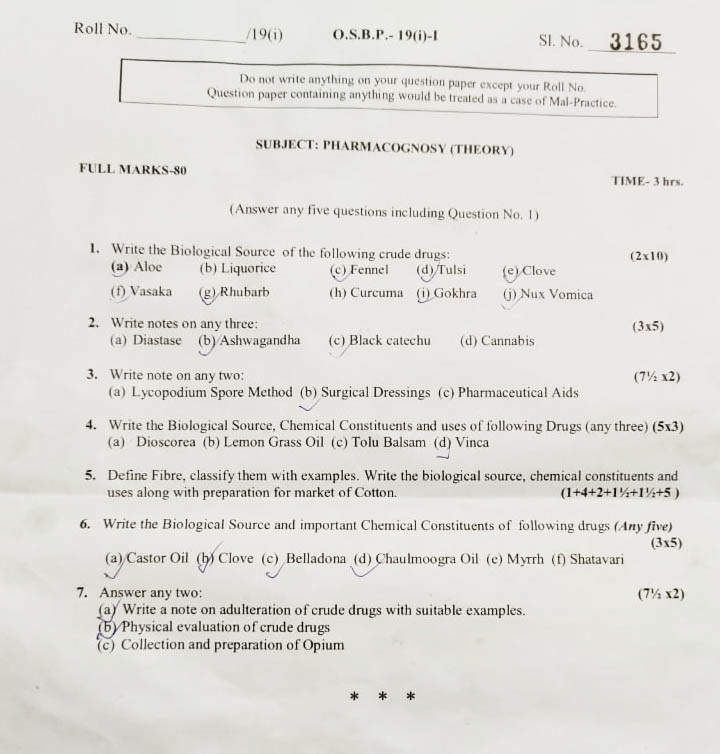 Roll No. ____________/19(i) O.S.B.P.- 19(i)-I Sl. No. 3165
Do not write anything on your question paper except your Roll No.
Question paper containing anything would be treated as a case of Mal-Practice.
SUBJECT: PHARMACOGNOSY (THEORY)
FULL MARKS-80
TIME- 3 hrs.
(Answer any five questions including Question No. 1)
1. Write the Biological Source of the following crude drugs: (2x10)
(a) Aloe (b) Liquorice (c) Fennel (d) Tulsi (e) Clove
(f) Vasaka (g) Rhubarb (h) Curcuma (i) Gokhra (j) Nux Vomica
2. Write notes on any three: (3x5)
(a) Diastase (b) Ashwagandha (c) Black catechu (d) Cannabis
3. Write note on any two: (7½ x2)
(a) Lycopodium Spore Method (b) Surgical Dressings (c) Pharmaceutical Aids
4. Write the Biological Source, Chemical Constituents and uses of following Drugs (any three) (5x3)
(a) Dioscorea (b) Lemon Grass Oil (c) Tolu Balsam (d) Vinca
5. Define Fibre, classify them with examples. Write the biological source, chemical constituents and
uses along with preparation for market of Cotton. (1+4+2+1½+1½+5 )
6. Write the Biological Source and important Chemical Constituents of following drugs (Any five)
(3x5)
(a) Castor Oil (b) Clove (c) Belladona (d) Chaulmoogra Oil (e) Myrrh (f) Shatavari
7. Answer any two: (7½ x2)
(a) Write a note on adulteration of crude drugs with suitable examples.
(b) Physical evaluation of crude drugs
(c) Collection and preparation of Opium
* * *